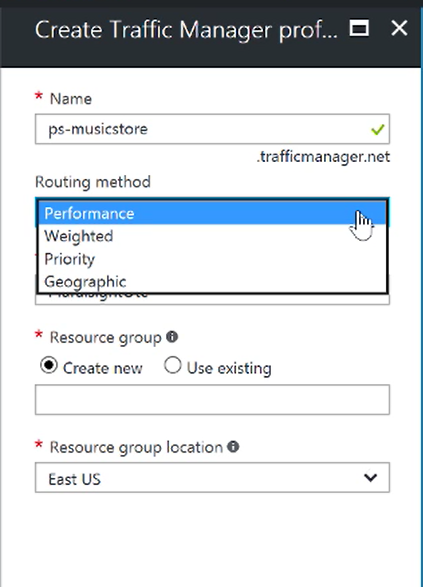 Create Traffic Manager prof...
* Name
ps-musicstore
.trafficmanager.net
Routing method
Performance
Weighted
Priority
Geographic
* Resource group
Create new
Use existing
* Resource group location
East US